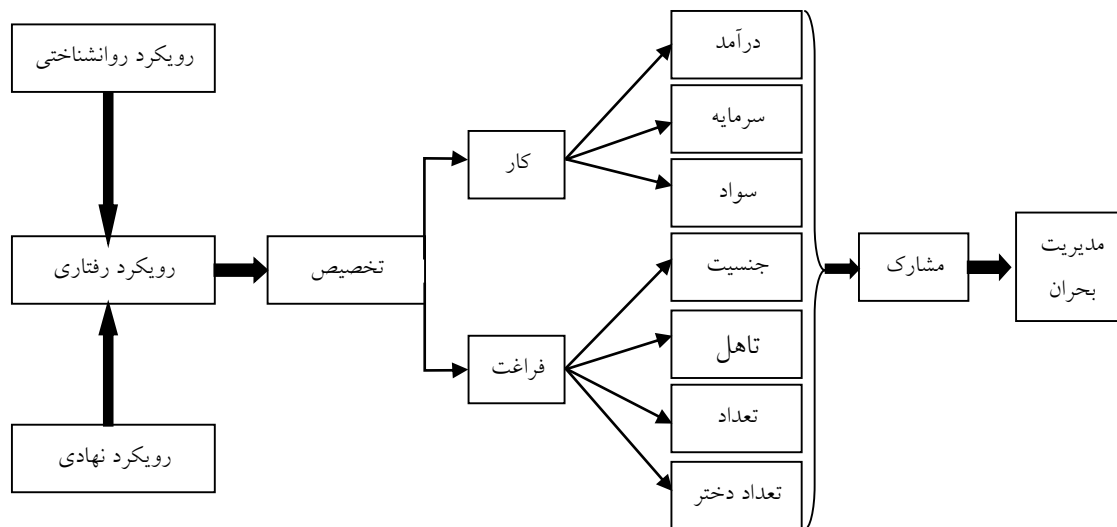 رویکرد روانشناختی
رویکرد رفتاری
رویکرد نهادی
تخصیص
کار
فراغت
درآمد
سرمایه
سواد
جنسیت
تاهل
تعداد
تعداد دختر
مشارک
مدیریت
بحران